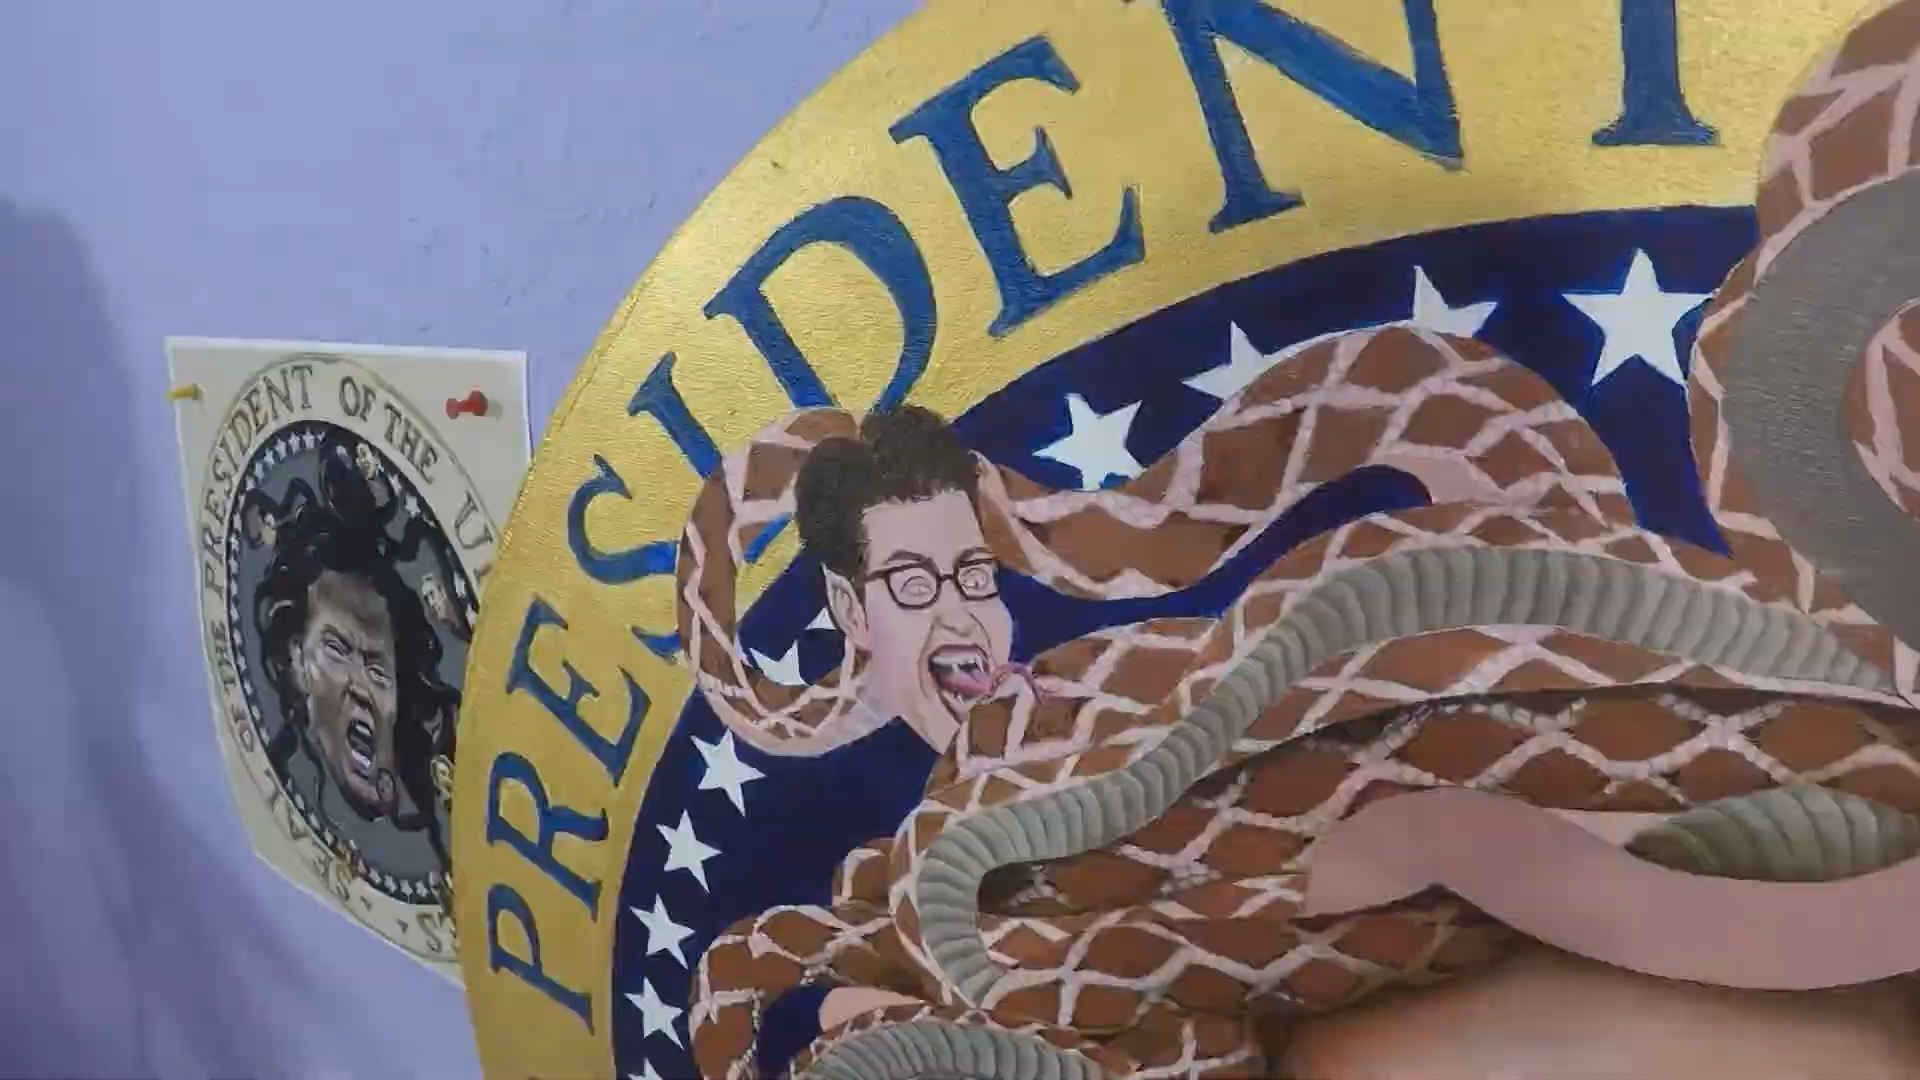 SEAL OF THE PRESIDENT OF THE U
PRESIDENT